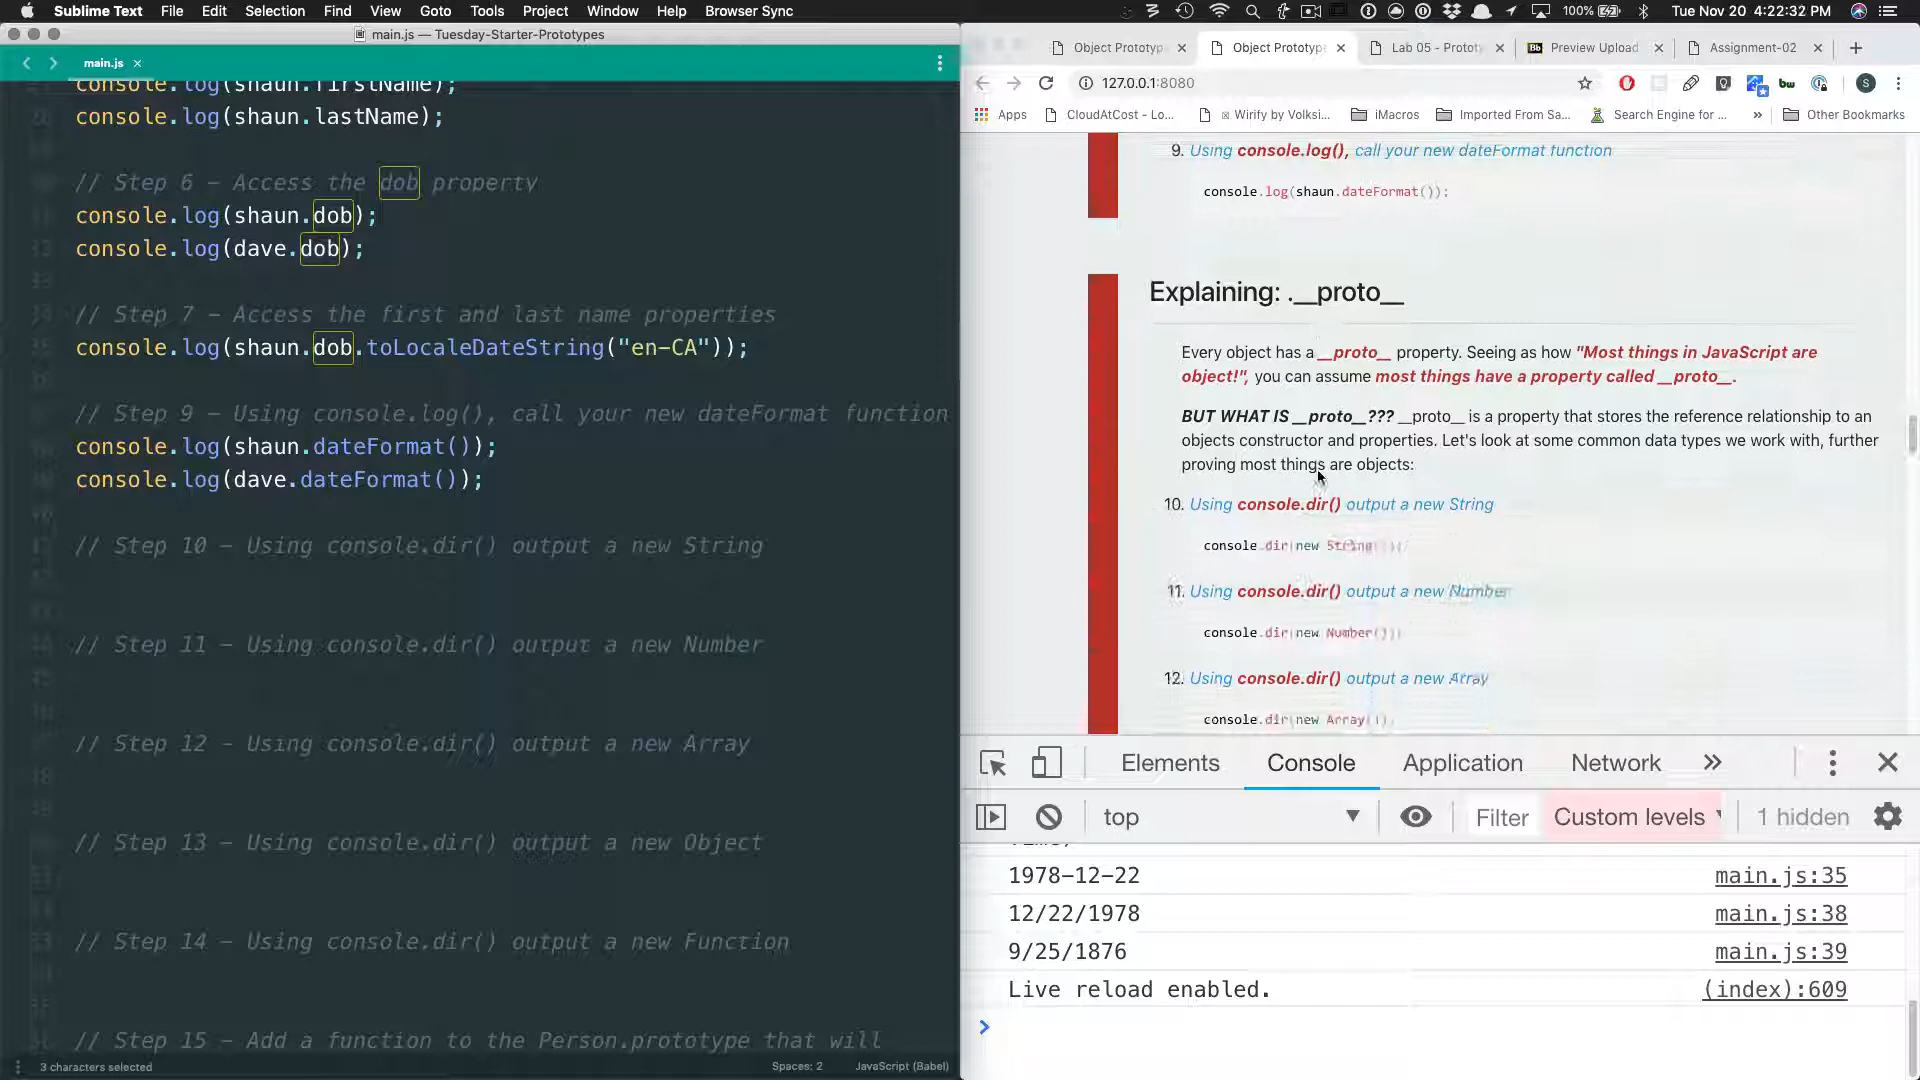 Sublime Text File Edit Selection Find View Goto Tools Project Window Help Browser Sync
100% Tue Nov 20 4:22:32 PM
main.js — Tuesday-Starter-Prototypes
main.js ×
console.log(shaun.firstName);
console.log(shaun.lastName);
// Step 6 – Access the dob property
console.log(shaun.dob);
console.log(dave.dob);
// Step 7 – Access the first and last name properties
console.log(shaun.dob.toLocaleDateString("en-CA"));
// Step 9 – Using console.log(), call your new dateFormat function
console.log(shaun.dateFormat());
console.log(dave.dateFormat());
// Step 10 – Using console.dir() output a new String
// Step 11 – Using console.dir() output a new Number
// Step 12 – Using console.dir() output a new Array
// Step 13 – Using console.dir() output a new Object
// Step 14 – Using console.dir() output a new Function
// Step 15 – Add a function to the Person.prototype that will
3 characters selected
Spaces: 2
JavaScript (Babel)
Object Prototyp
Object Prototype
Lab 05 - Protot
Preview Upload
Assignment-02
127.0.0.1:8080
Apps
CloudAtCost - Lo...
Wirify by Volksi...
iMacros
Imported From Sa...
Search Engine for ...
»
Other Bookmarks
9. Using console.log(), call your new dateFormat function
console.log(shaun.dateFormat());
Explaining: .__proto__
Every object has a __proto__ property. Seeing as how "Most things in JavaScript are
object!", you can assume most things have a property called __proto__.
BUT WHAT IS __proto__??? __proto__ is a property that stores the reference relationship to an
objects constructor and properties. Let's look at some common data types we work with, further
proving most things are objects:
10. Using console.dir() output a new String
console.dir(new String());
11. Using console.dir() output a new Number
console.dir(new Number());
12. Using console.dir() output a new Array
console.dir(new Array());
Elements Console Application Network »
top Filter Custom levels 1 hidden
1978–12–22 main.js:35
12/22/1978 main.js:38
9/25/1876 main.js:39
Live reload enabled. (index):609